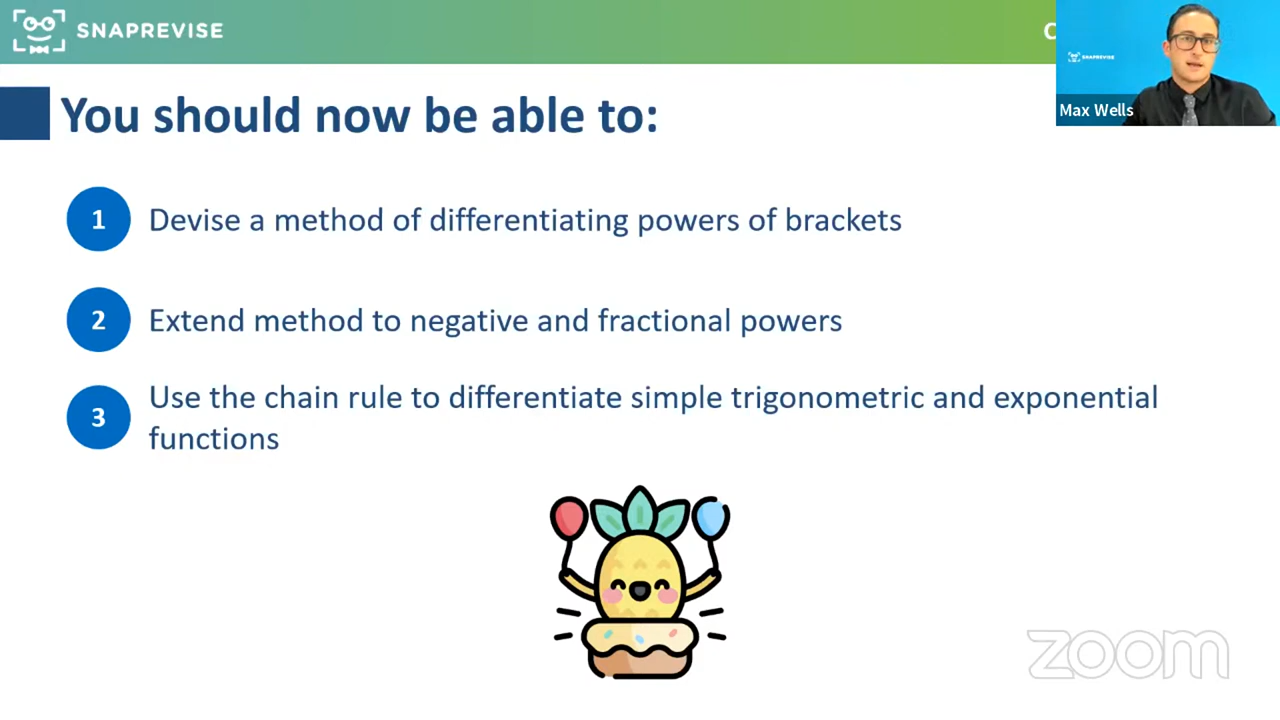 SNAPREVISE
SNAPREVISE
Max Wells
You should now be able to:
1 Devise a method of differentiating powers of brackets
2 Extend method to negative and fractional powers
3 Use the chain rule to differentiate simple trigonometric and exponential
functions
zoom